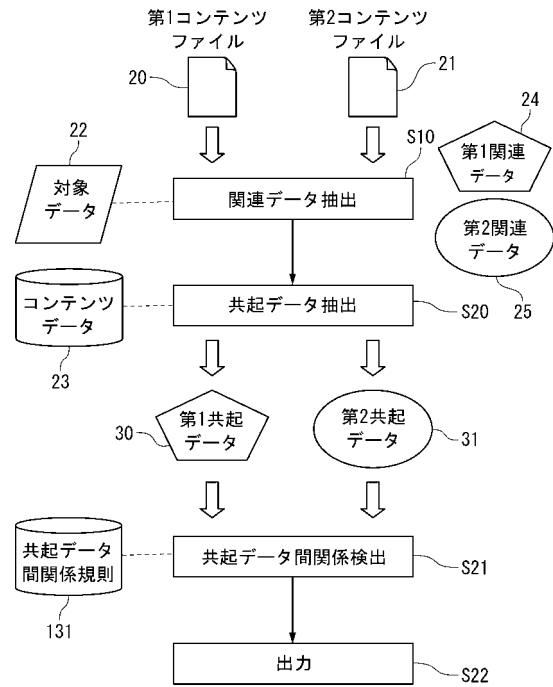 第1コンテンツ
ファイル
第2コンテンツ
ファイル
20
21
22
対象
データ
S10
関連データ抽出
24
第1関連
データ
第2関連
データ
25
コンテンツ
データ
23
共起データ抽出
S20
30
第1共起
データ
第2共起
データ
31
共起データ
間関係規則
131
共起データ間関係検出
S21
出力
S22